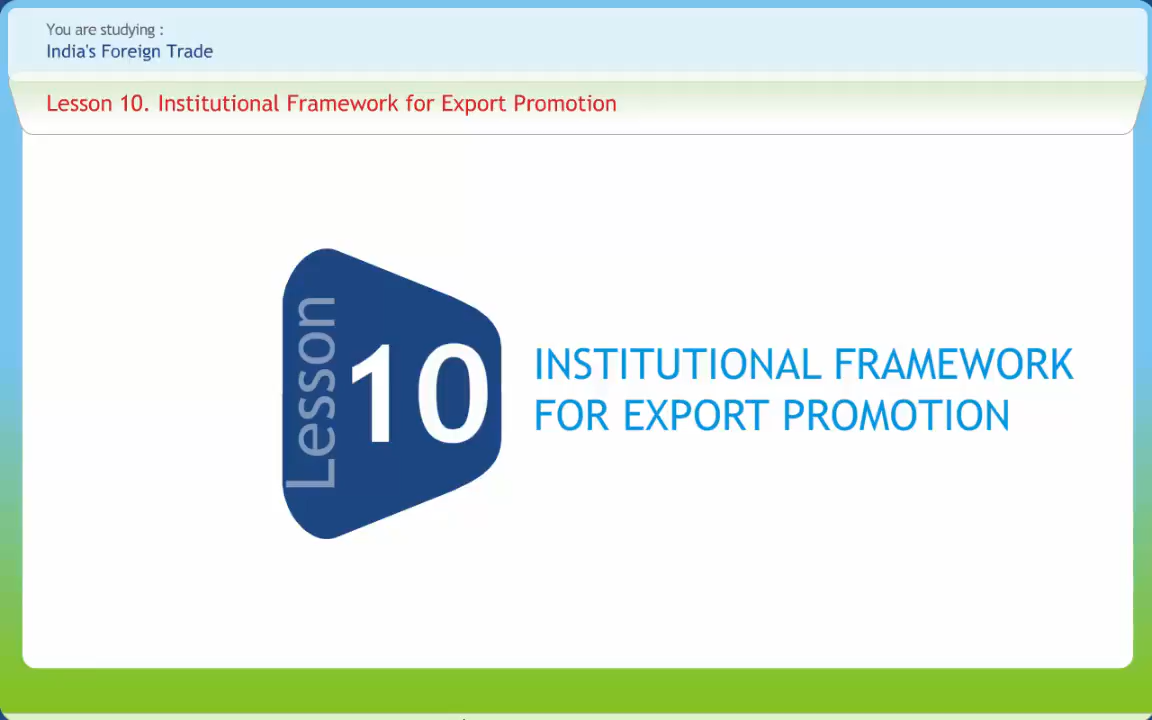 You are studying :
India's Foreign Trade
Lesson 10. Institutional Framework for Export Promotion
Lesson
10
INSTITUTIONAL FRAMEWORK
FOR EXPORT PROMOTION